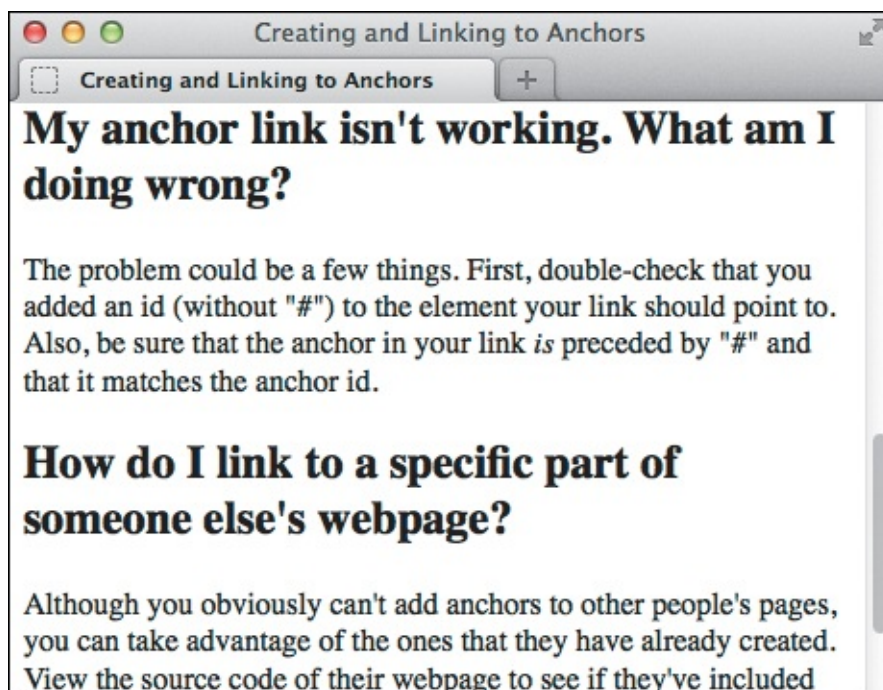 Creating and Linking to Anchors
Creating and Linking to Anchors +
My anchor link isn't working. What am I
doing wrong?
The problem could be a few things. First, double-check that you
added an id (without "#") to the element your link should point to.
Also, be sure that the anchor in your link is preceded by "#" and
that it matches the anchor id.
How do I link to a specific part of
someone else's webpage?
Although you obviously can't add anchors to other people's pages,
you can take advantage of the ones that they have already created.
View the source code of their webpage to see if they've included